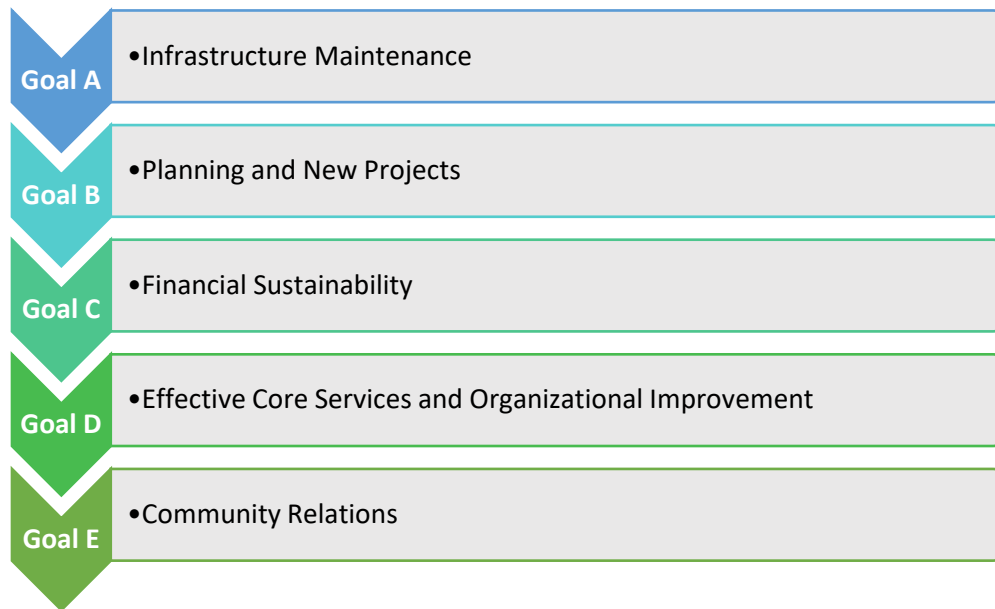 Goal A
•Infrastructure Maintenance
Goal B
•Planning and New Projects
Goal C
•Financial Sustainability
Goal D
•Effective Core Services and Organizational Improvement
Goal E
•Community Relations